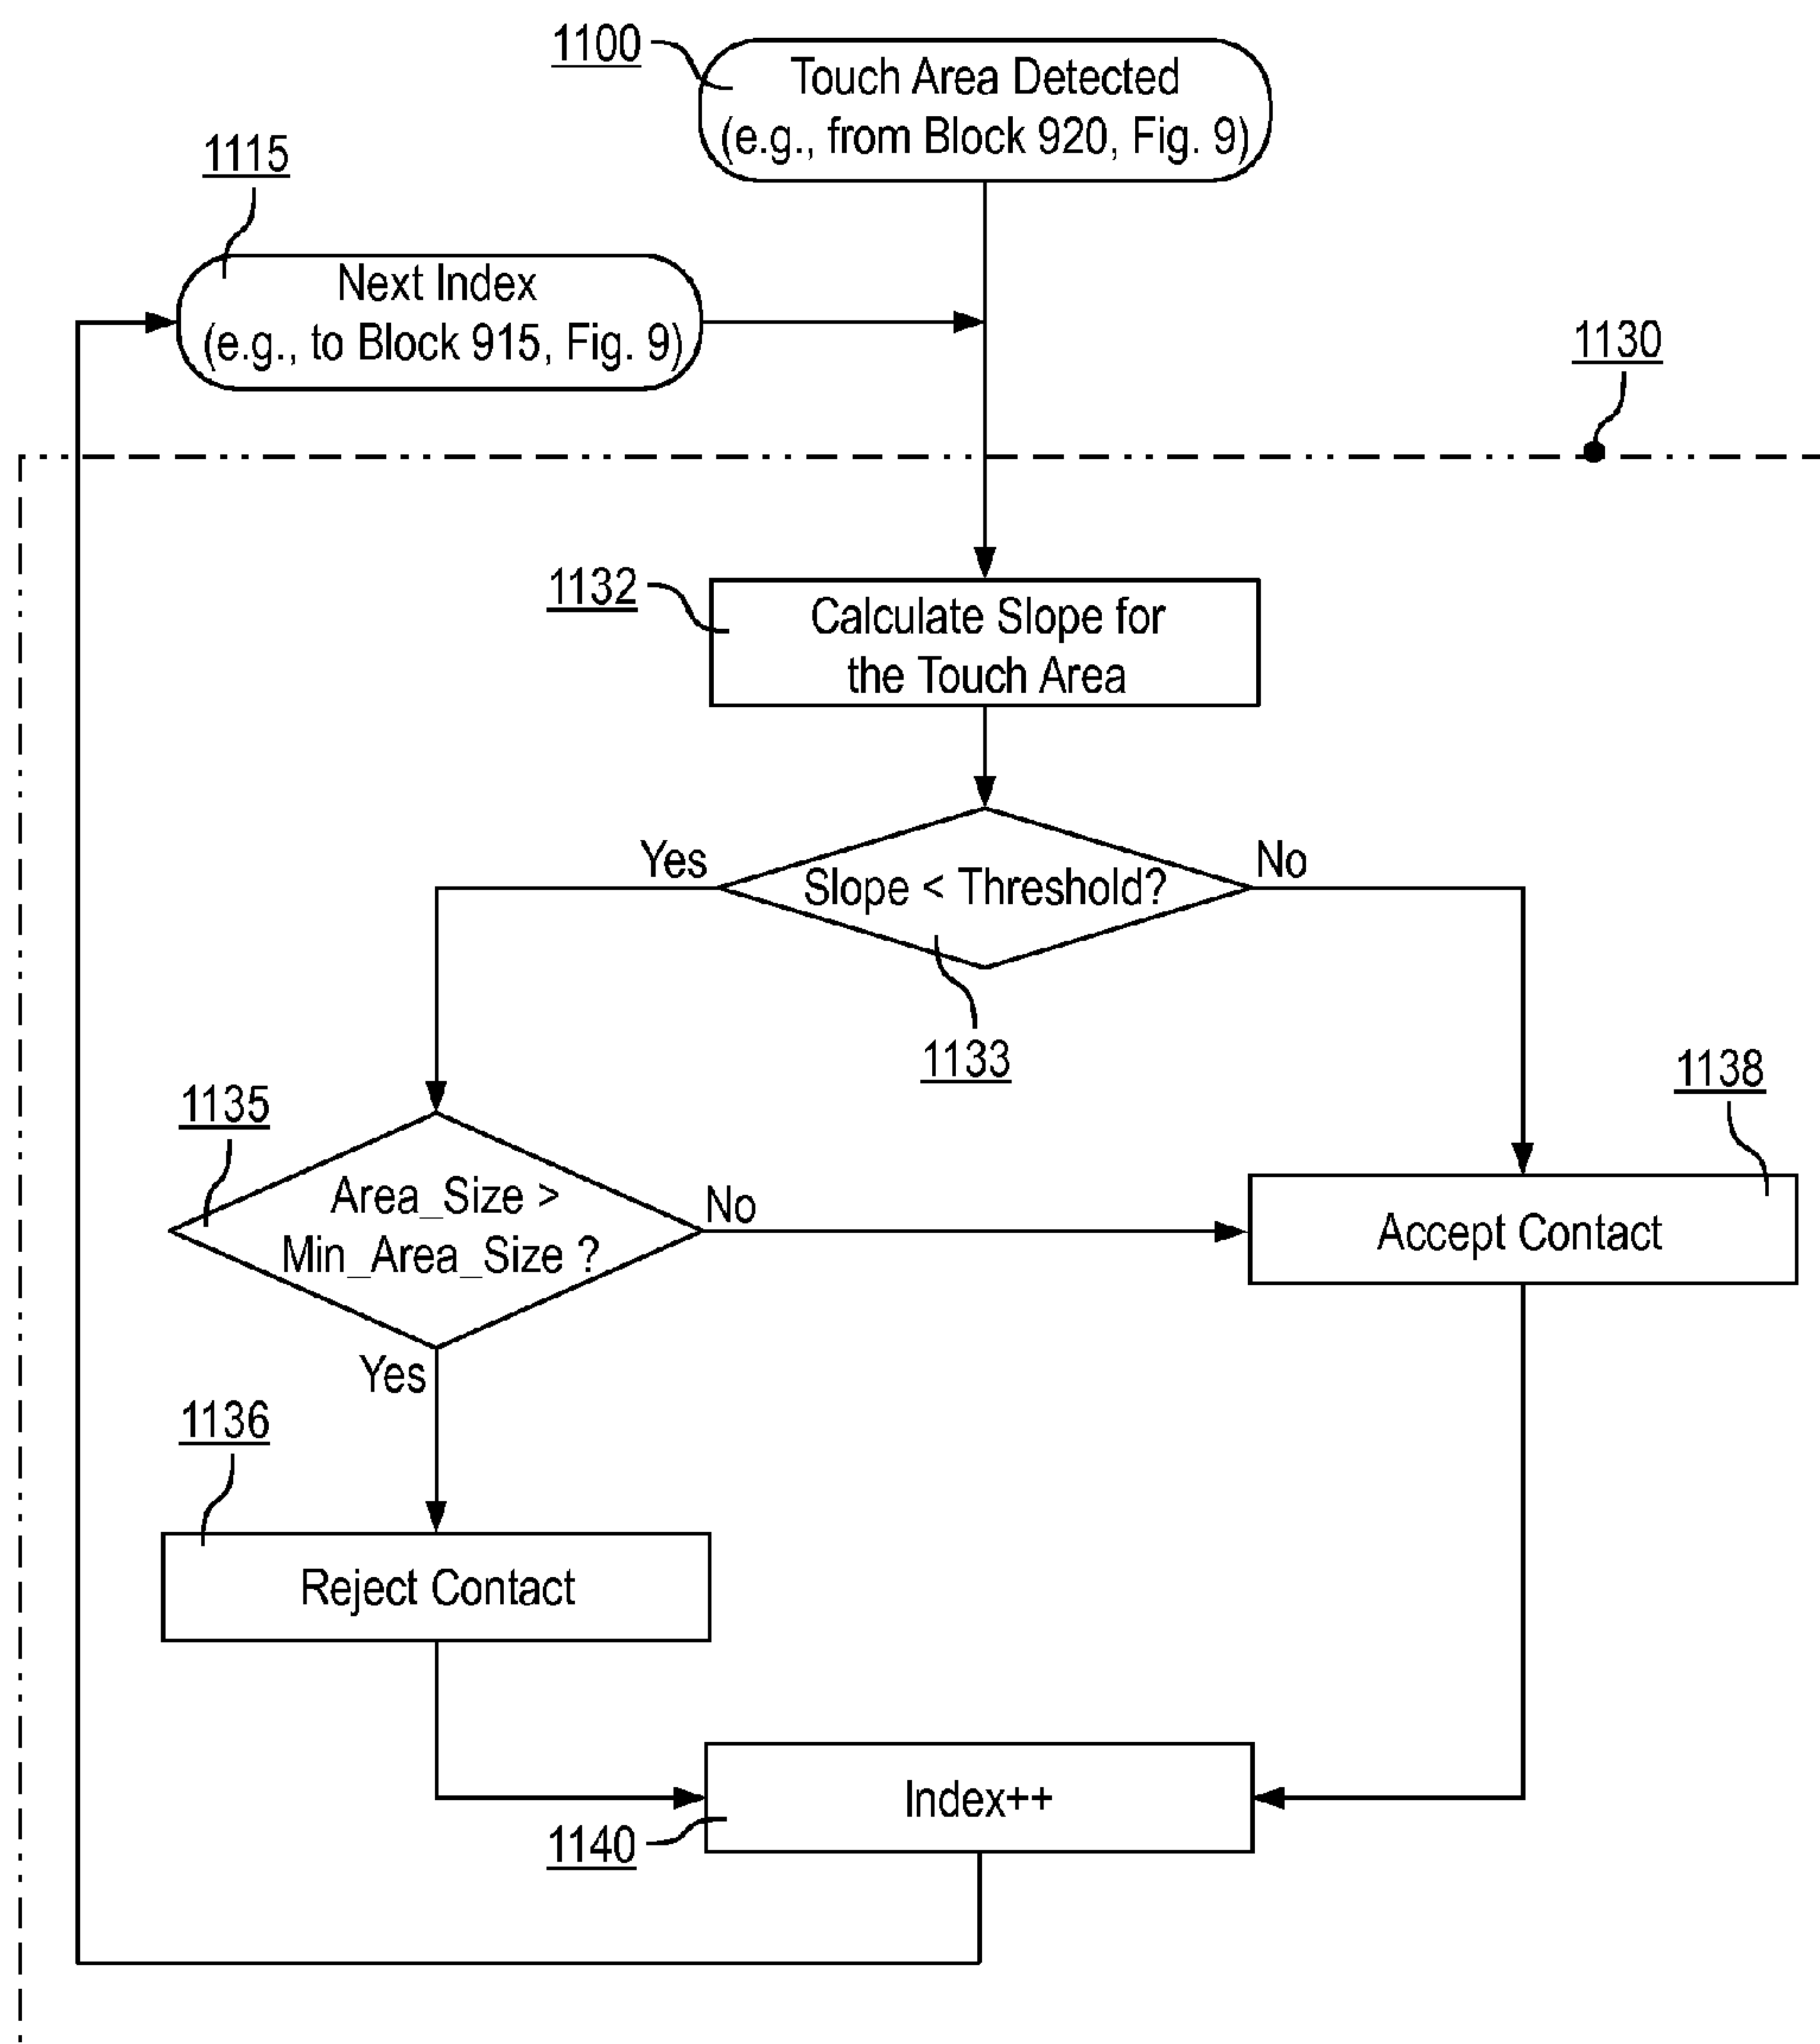 1100
Touch Area Detected
(e.g., from Block 920, Fig. 9)
1115
Next Index
(e.g., to Block 915, Fig. 9)
1130
1132
Calculate Slope for
the Touch Area
Yes
No
Slope < Threshold?
1133
1138
1135
Area_Size >
Min_Area_Size ?
No
Accept Contact
Yes
1136
Reject Contact
Index++
1140